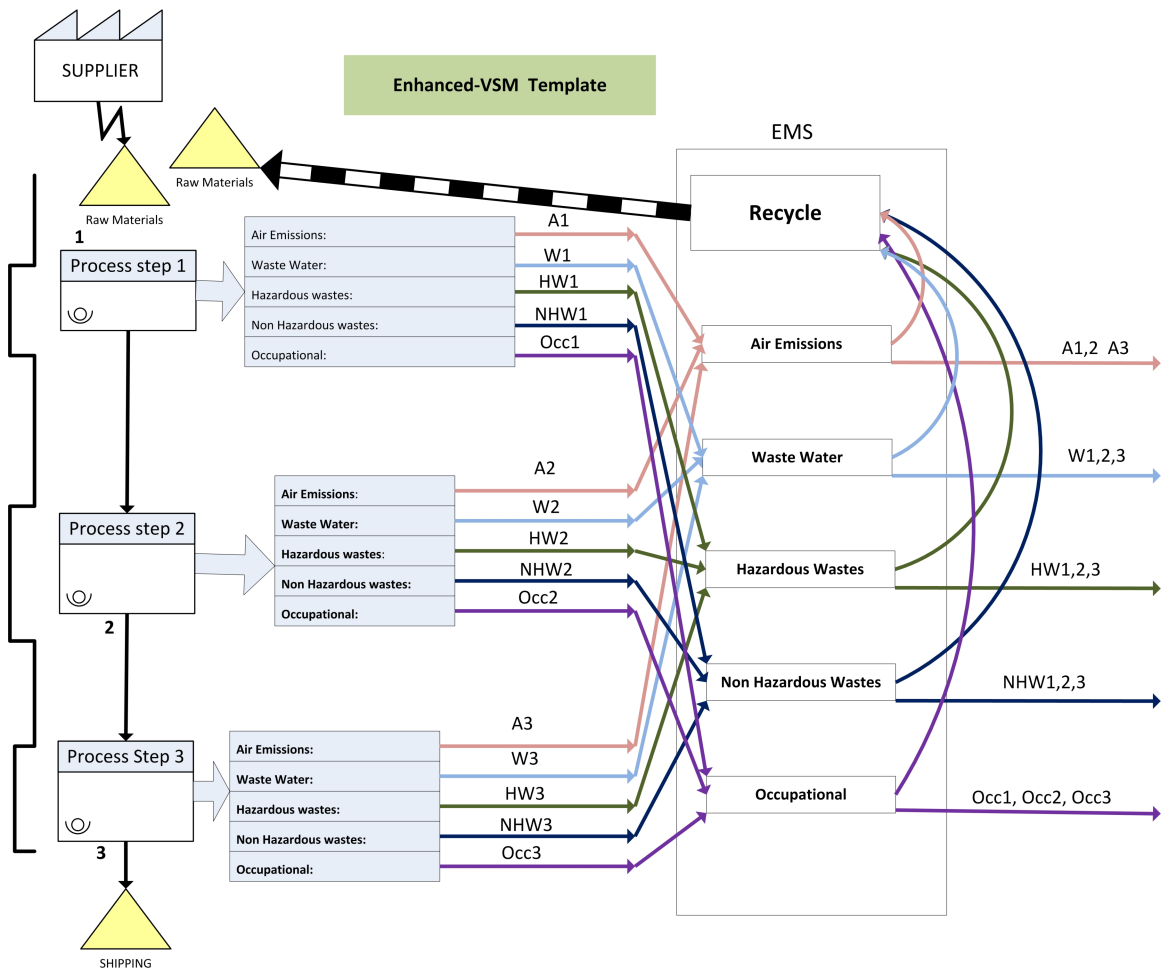 SUPPLIER
Enhanced-VSM Template
EMS
Raw Materials
Raw Materials
Recycle
1
Process step 1
Air Emissions:
Waste Water:
Hazardous wastes:
Non Hazardous wastes:
Occupational:
A1
W1
HW1
NHW1
Occ1
Air Emissions
A1,2 A3
Waste Water
W1,2,3
Process step 2
2
Air Emissions:
Waste Water:
Hazardous wastes:
Non Hazardous wastes:
Occupational:
A2
W2
HW2
NHW2
Occ2
Hazardous Wastes
HW1,2,3
Non Hazardous Wastes
NHW1,2,3
Process Step 3
3
Air Emissions:
Waste Water:
Hazardous wastes:
Non Hazardous wastes:
Occupational:
A3
W3
HW3
NHW3
Occ3
Occupational
Occ1, Occ2, Occ3
SHIPPING